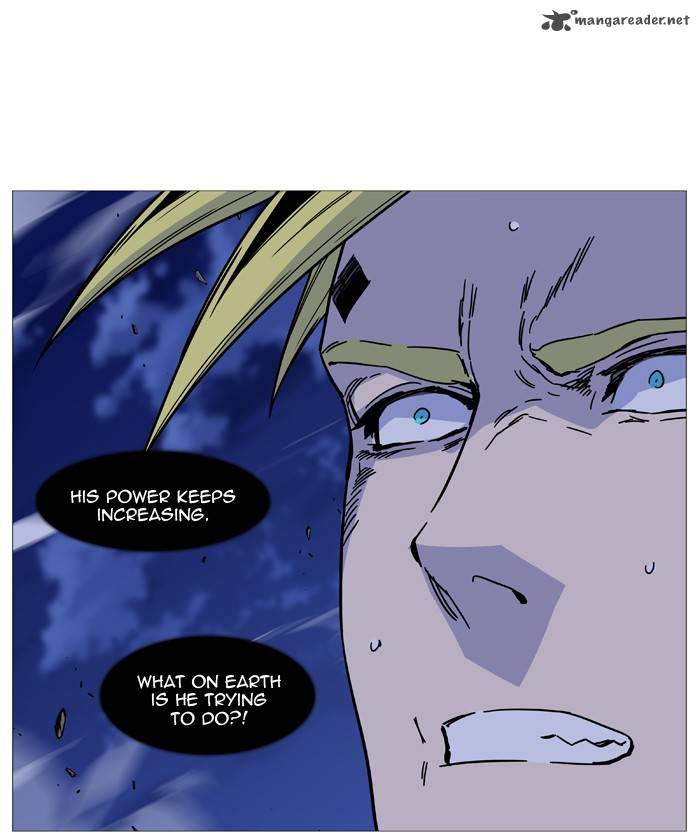 mangareader.net
HIS POWER KEEPS
INCREASING.
WHAT ON EARTH
IS HE TRYING
TO DO?!